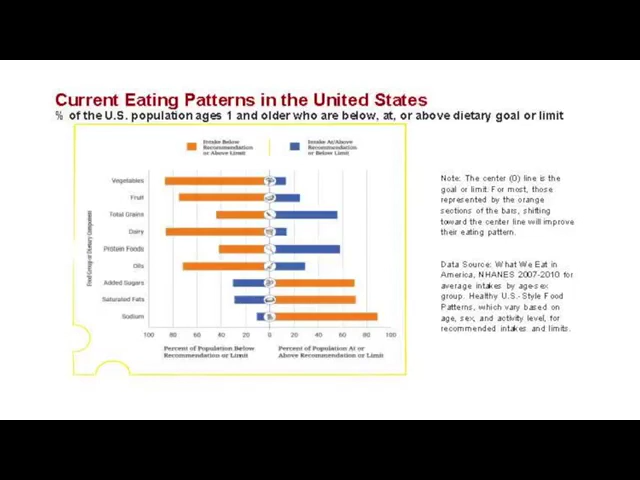 Current Eating Patterns in the United States
% of the U.S. population ages 1 and older who are below, at, or above dietary goal or limit
Intake Below
Recommendation
or Above Limit
Intake At/Above
Recommendation
or Below Limit
Food Group or Dietary Component
Vegetables
Fruit
Total Grains
Dairy
Protein Foods
Oils
Added Sugars
Saturated Fats
Sodium
100 80 60 40 20 0 20 40 60 80 100
Percent of Population Below
Recommendation or Limit
Percent of Population At or
Above Recommendation or Limit
Note: The center (0) line is the
goal or limit. For most, those
represented by the orange
sections of the bars, shifting
toward the center line will improve
their eating pattern.
Data Source: What We Eat in
America, NHANES 2007-2010 for
average intakes by age-sex
group. Healthy U.S.-Style Food
Patterns, which vary based on
age, sex, and activity level, for
recommended intakes and limits.